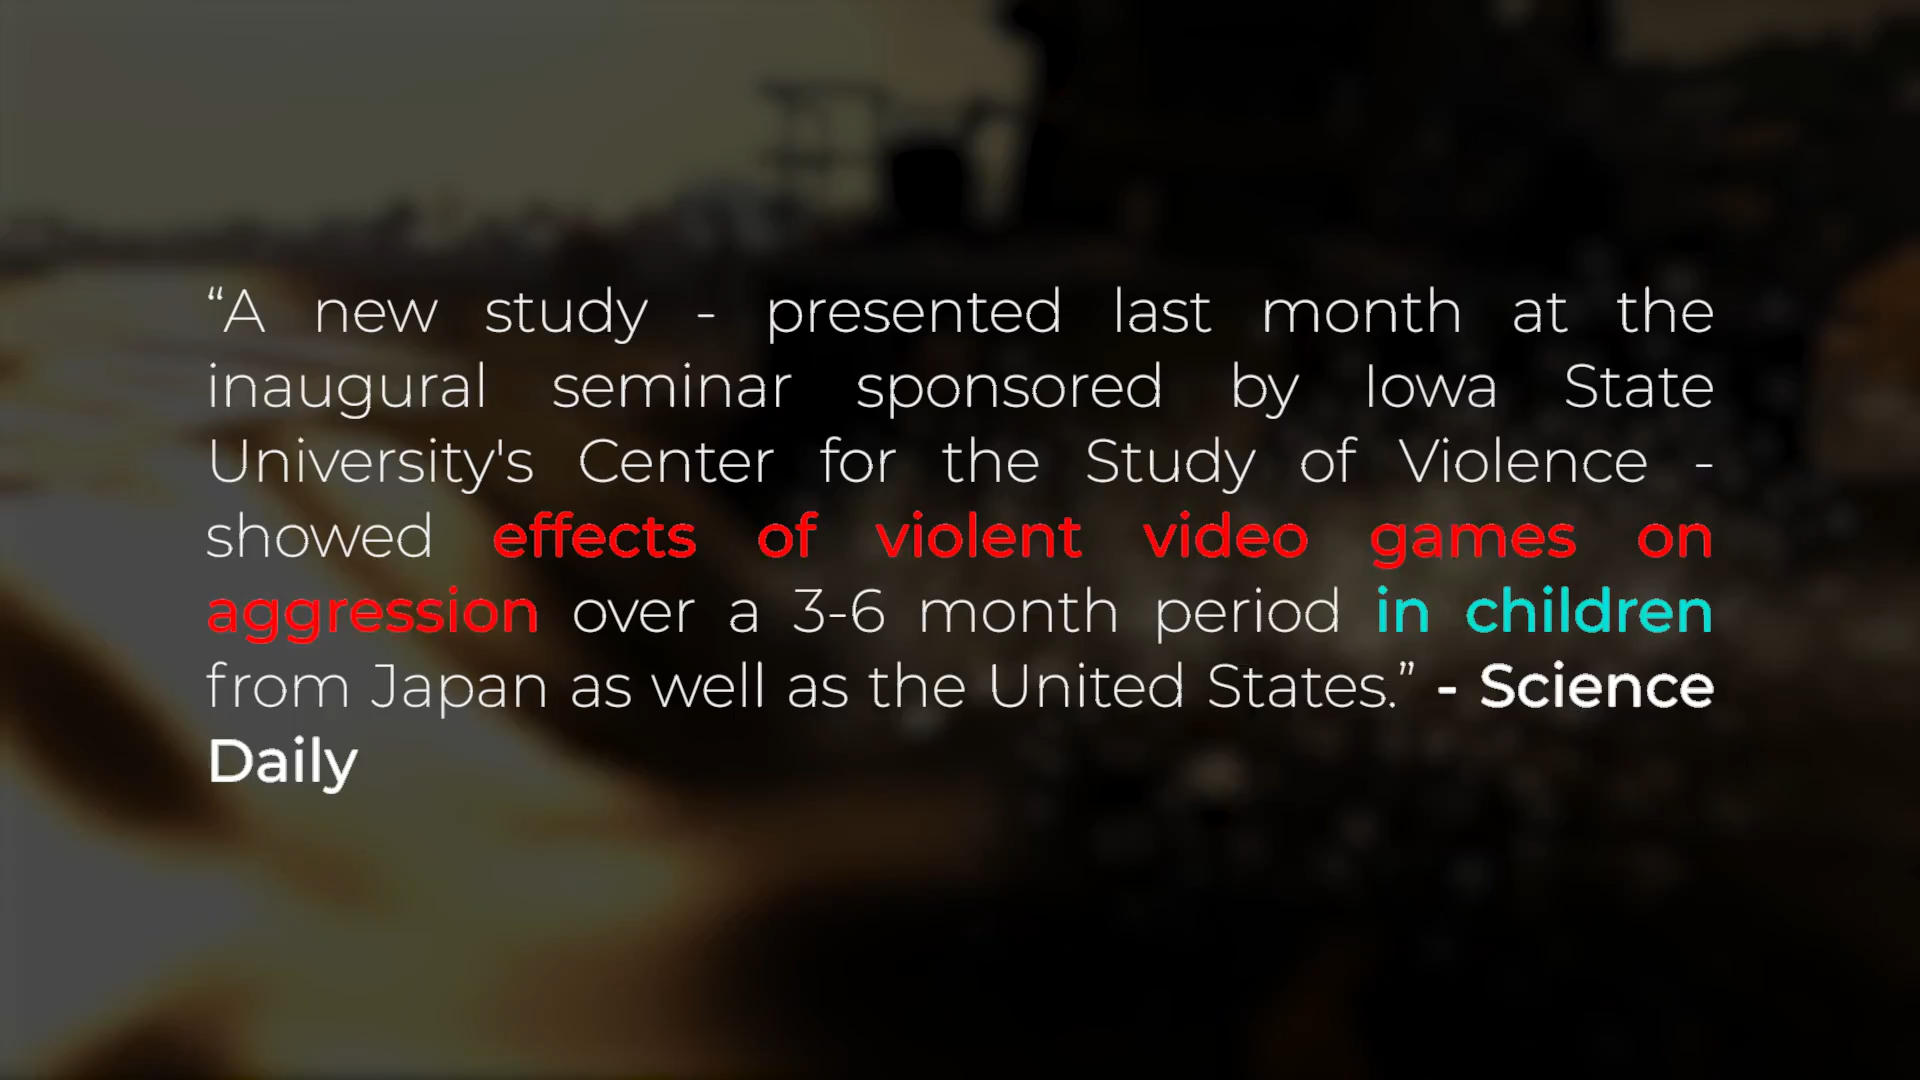 “A new study - presented last month at the
inaugural seminar sponsored by Iowa State
University's Center for the Study of Violence -
showed effects of violent video games on
aggression over a 3-6 month period in children
from Japan as well as the United States.” - Science
Daily